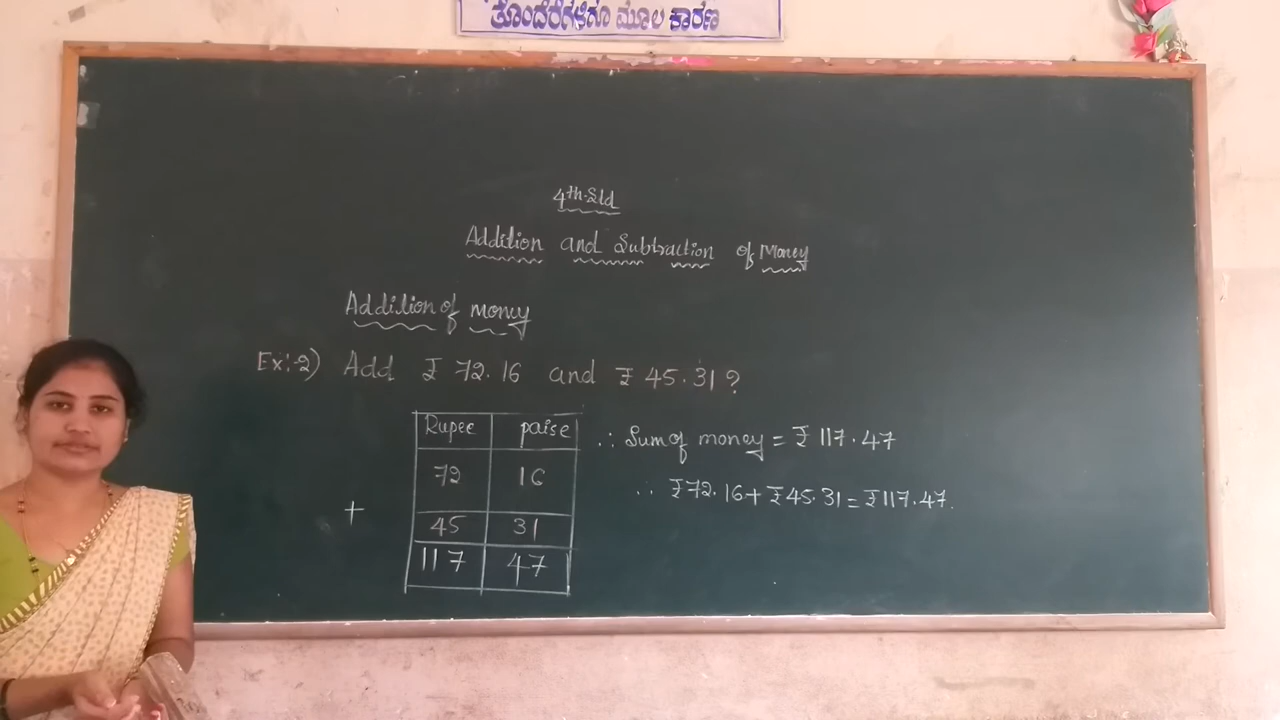 ತೊಂದರೆಗಳಿಗೂ ಮೂಲ ಕಾರಣ
4th Std
Addition and Subtraction of Money
Addition of money
Ex:-2) Add ₹ 72.16 and ₹ 45.31?
Rupee paise
72 16
+ 45 31
117 47
∴ Sum of money = ₹ 117.47
∴ ₹72.16+₹45.31=₹117.47.